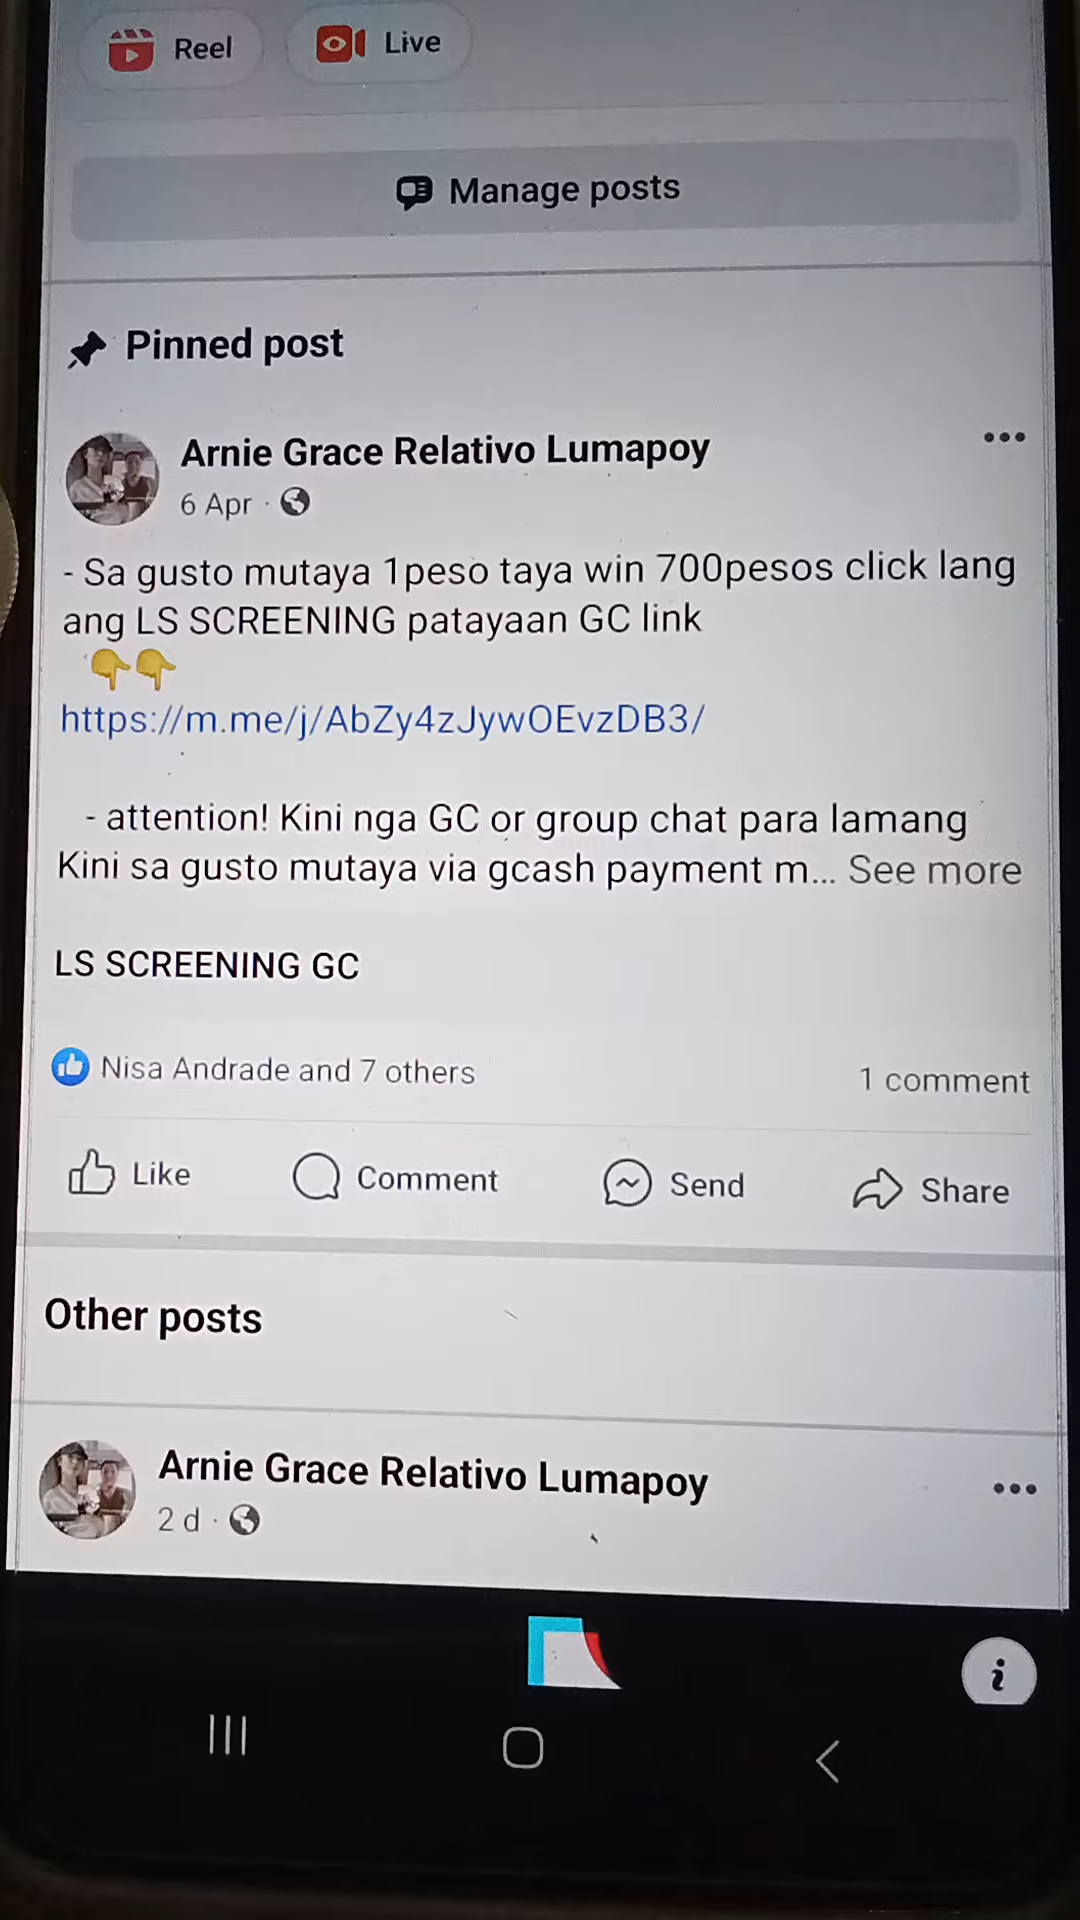 Reel
Live
Manage posts
Pinned post
Arnie Grace Relativo Lumapoy
6 Apr ·
- Sa gusto mutaya 1peso taya win 700pesos click lang
ang LS SCREENING patayaan GC link
👇👇
https://m.me/j/AbZy4zJywOEvzDB3/
- attention! Kini nga GC or group chat para lamang
Kini sa gusto mutaya via gcash payment m... See more
LS SCREENING GC
Nisa Andrade and 7 others
1 comment
Like
Comment
Send
Share
Other posts
Arnie Grace Relativo Lumapoy
2 d ·